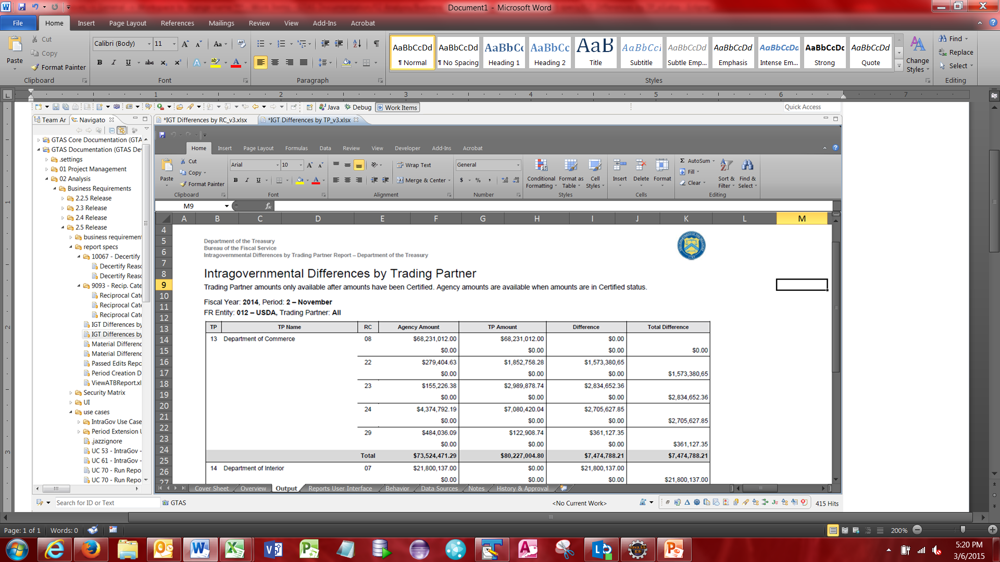 Document1 - Microsoft Word
File Home Insert Page Layout References Mailings Review View Add-Ins Acrobat
Paste
Cut
Copy
Format Painter
Clipboard
Calibri (Body) 11
Font
Paragraph
AaBbCcDd AaBbCcDd AaBbCc AaBbCc AaB AaBbCcI AaBbCcDd AaBbCcDd AaBbCcDd AaBbCcDd AaBbCcDd
¶ Normal ¶ No Spacing Heading 1 Heading 2 Title Subtitle Subtle Emp... Emphasis Intense Em... Strong Quote
Change Styles
Styles
Find
Replace
Select
Editing
1 2 3 4 5 6 7
Java Debug Work Items
Quick Access
Team Ar Navigato
*IGT Differences by RC_v3.xlsx *IGT Differences by TP_v3.xlsx
GTAS Core Documentation (GTA
GTAS Documentation (GTAS De
.settings
01 Project Management
02 Analysis
Business Requirements
2.2.5 Release
2.3 Release
2.4 Release
2.5 Release
business requiremen
report specs
10067 - Decertify
Decertify Reaso
Decertify Reaso
9093 - Recip. Cate
Reciprocal Cate
Reciprocal Cate
Reciprocal Cate
IGT Differences by
IGT Differences by
Material Differenc
Material Differenc
Passed Edits Repo
Period Creation D
ViewATBReport.xl
Security Matrix
UI
use cases
IntraGov Use Case
Period Extension U
.jazzignore
UC 53 - IntraGov -
UC 61 - IntraGov -
UC 70 - Run Repo
UC 70 - Run Repo
Home Insert Page Layout Formulas Data Review View Developer Add-Ins Acrobat
Paste
Cut
Copy
Format Painter
Clipboard
Arial 10
Font
Wrap Text
Merge & Center
Alignment
General
Number
Conditional Formatting
Format as Table
Cell Styles
Styles
Insert Delete Format
Cells
AutoSum
Fill
Clear
Sort & Filter
Find & Select
Editing
M9
A B C D E F G H I J K L M
4
5
6
7
8
9
10
11
12
13
14
15
16
17
18
19
20
21
22
23
24
25
26
27
Department of the Treasury
Bureau of the Fiscal Service
Intragovernmental Differences by Trading Partner Report – Department of the Treasury
Intragovernmental Differences by Trading Partner
Trading Partner amounts only available after amounts have been Certified. Agency amounts are available when amounts are in Certified status.
Fiscal Year: 2014, Period: 2 – November
FR Entity: 012 – USDA, Trading Partner: All
TP TP Name RC Agency Amount TP Amount Difference Total Difference
13 Department of Commerce 08 $68,231,012.00 $68,231,012.00 $0.00
$0.00 $0.00 $0.00 $0.00
22 $279,404.63 $1,852,758.28 $1,573,380,65
$0.00 $0.00 $0.00 $1,573,380,65
23 $155,226.38 $2,989,878.74 $2,834,652.36
$0.00 $0.00 $0.00 $2,834,652.36
24 $4,374,792.19 $7,080,420.04 $2,705,627.85
$0.00 $0.00 $0.00 $2,705,627.85
29 $484,036.09 $122,908.74 $361,127.35
$0.00 $0.00 $0.00 $361,127.35
Total $73,524,471.29 $80,227,004.80 $7,474,788.21 $7,474,788.21
14 Department of Interior 07 $21,800,137.00 $0.00 $21,800,137.00
$0.00 $0.00 $0.00 $21,800,137.00
Cover Sheet Overview Output Reports User Interface Behavior Data Sources Notes History & Approval
Search for ID or Text GTAS <No Current Work> 415 Hits
Page: 1 of 1 Words: 0 200%
5:20 PM
3/6/2015